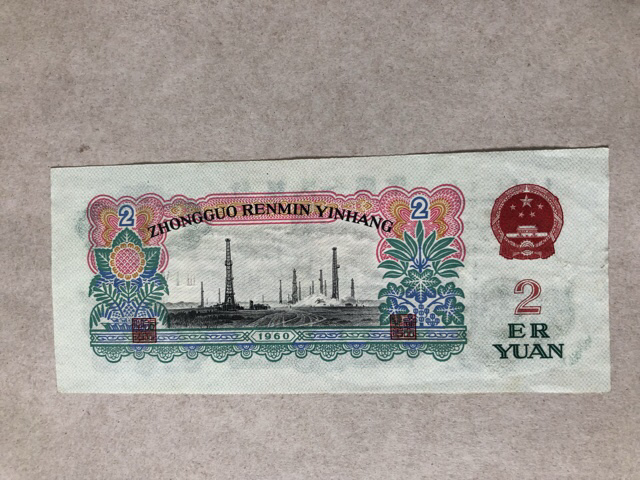 2
2
ZHONGGUO RENMIN YINHANG
2
ER
YUAN
1960